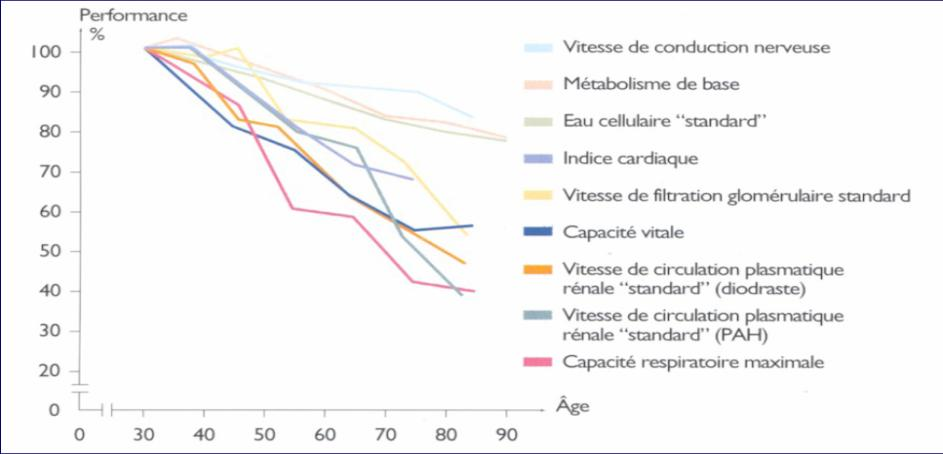 Performance
%
100
90
80
70
60
50
40
30
20
0
0 30 40 50 60 70 80 90
Âge
Vitesse de conduction nerveuse
Métabolisme de base
Eau cellulaire “standard”
Indice cardiaque
Vitesse de filtration glomérulaire standard
Capacité vitale
Vitesse de circulation plasmatique
rénale “standard” (diodraste)
Vitesse de circulation plasmatique
rénale “standard” (PAH)
Capacité respiratoire maximale